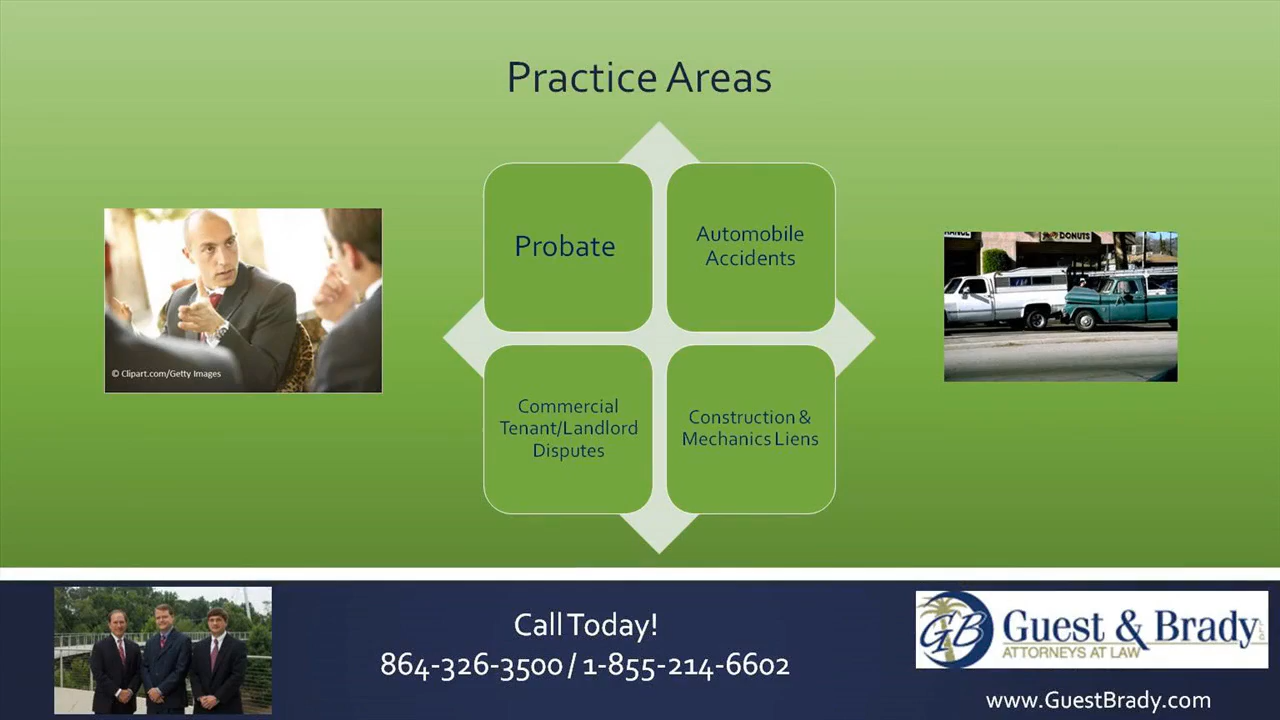 Practice Areas
Probate
Automobile
Accidents
Commercial
Tenant/Landlord
Disputes
Construction &
Mechanics Liens
© Clipart.com/Getty Images
DONUTS
Call Today!
864-326-3500 / 1-855-214-6602
GB
Guest & Brady
ATTORNEYS AT LAW
www.GuestBrady.com